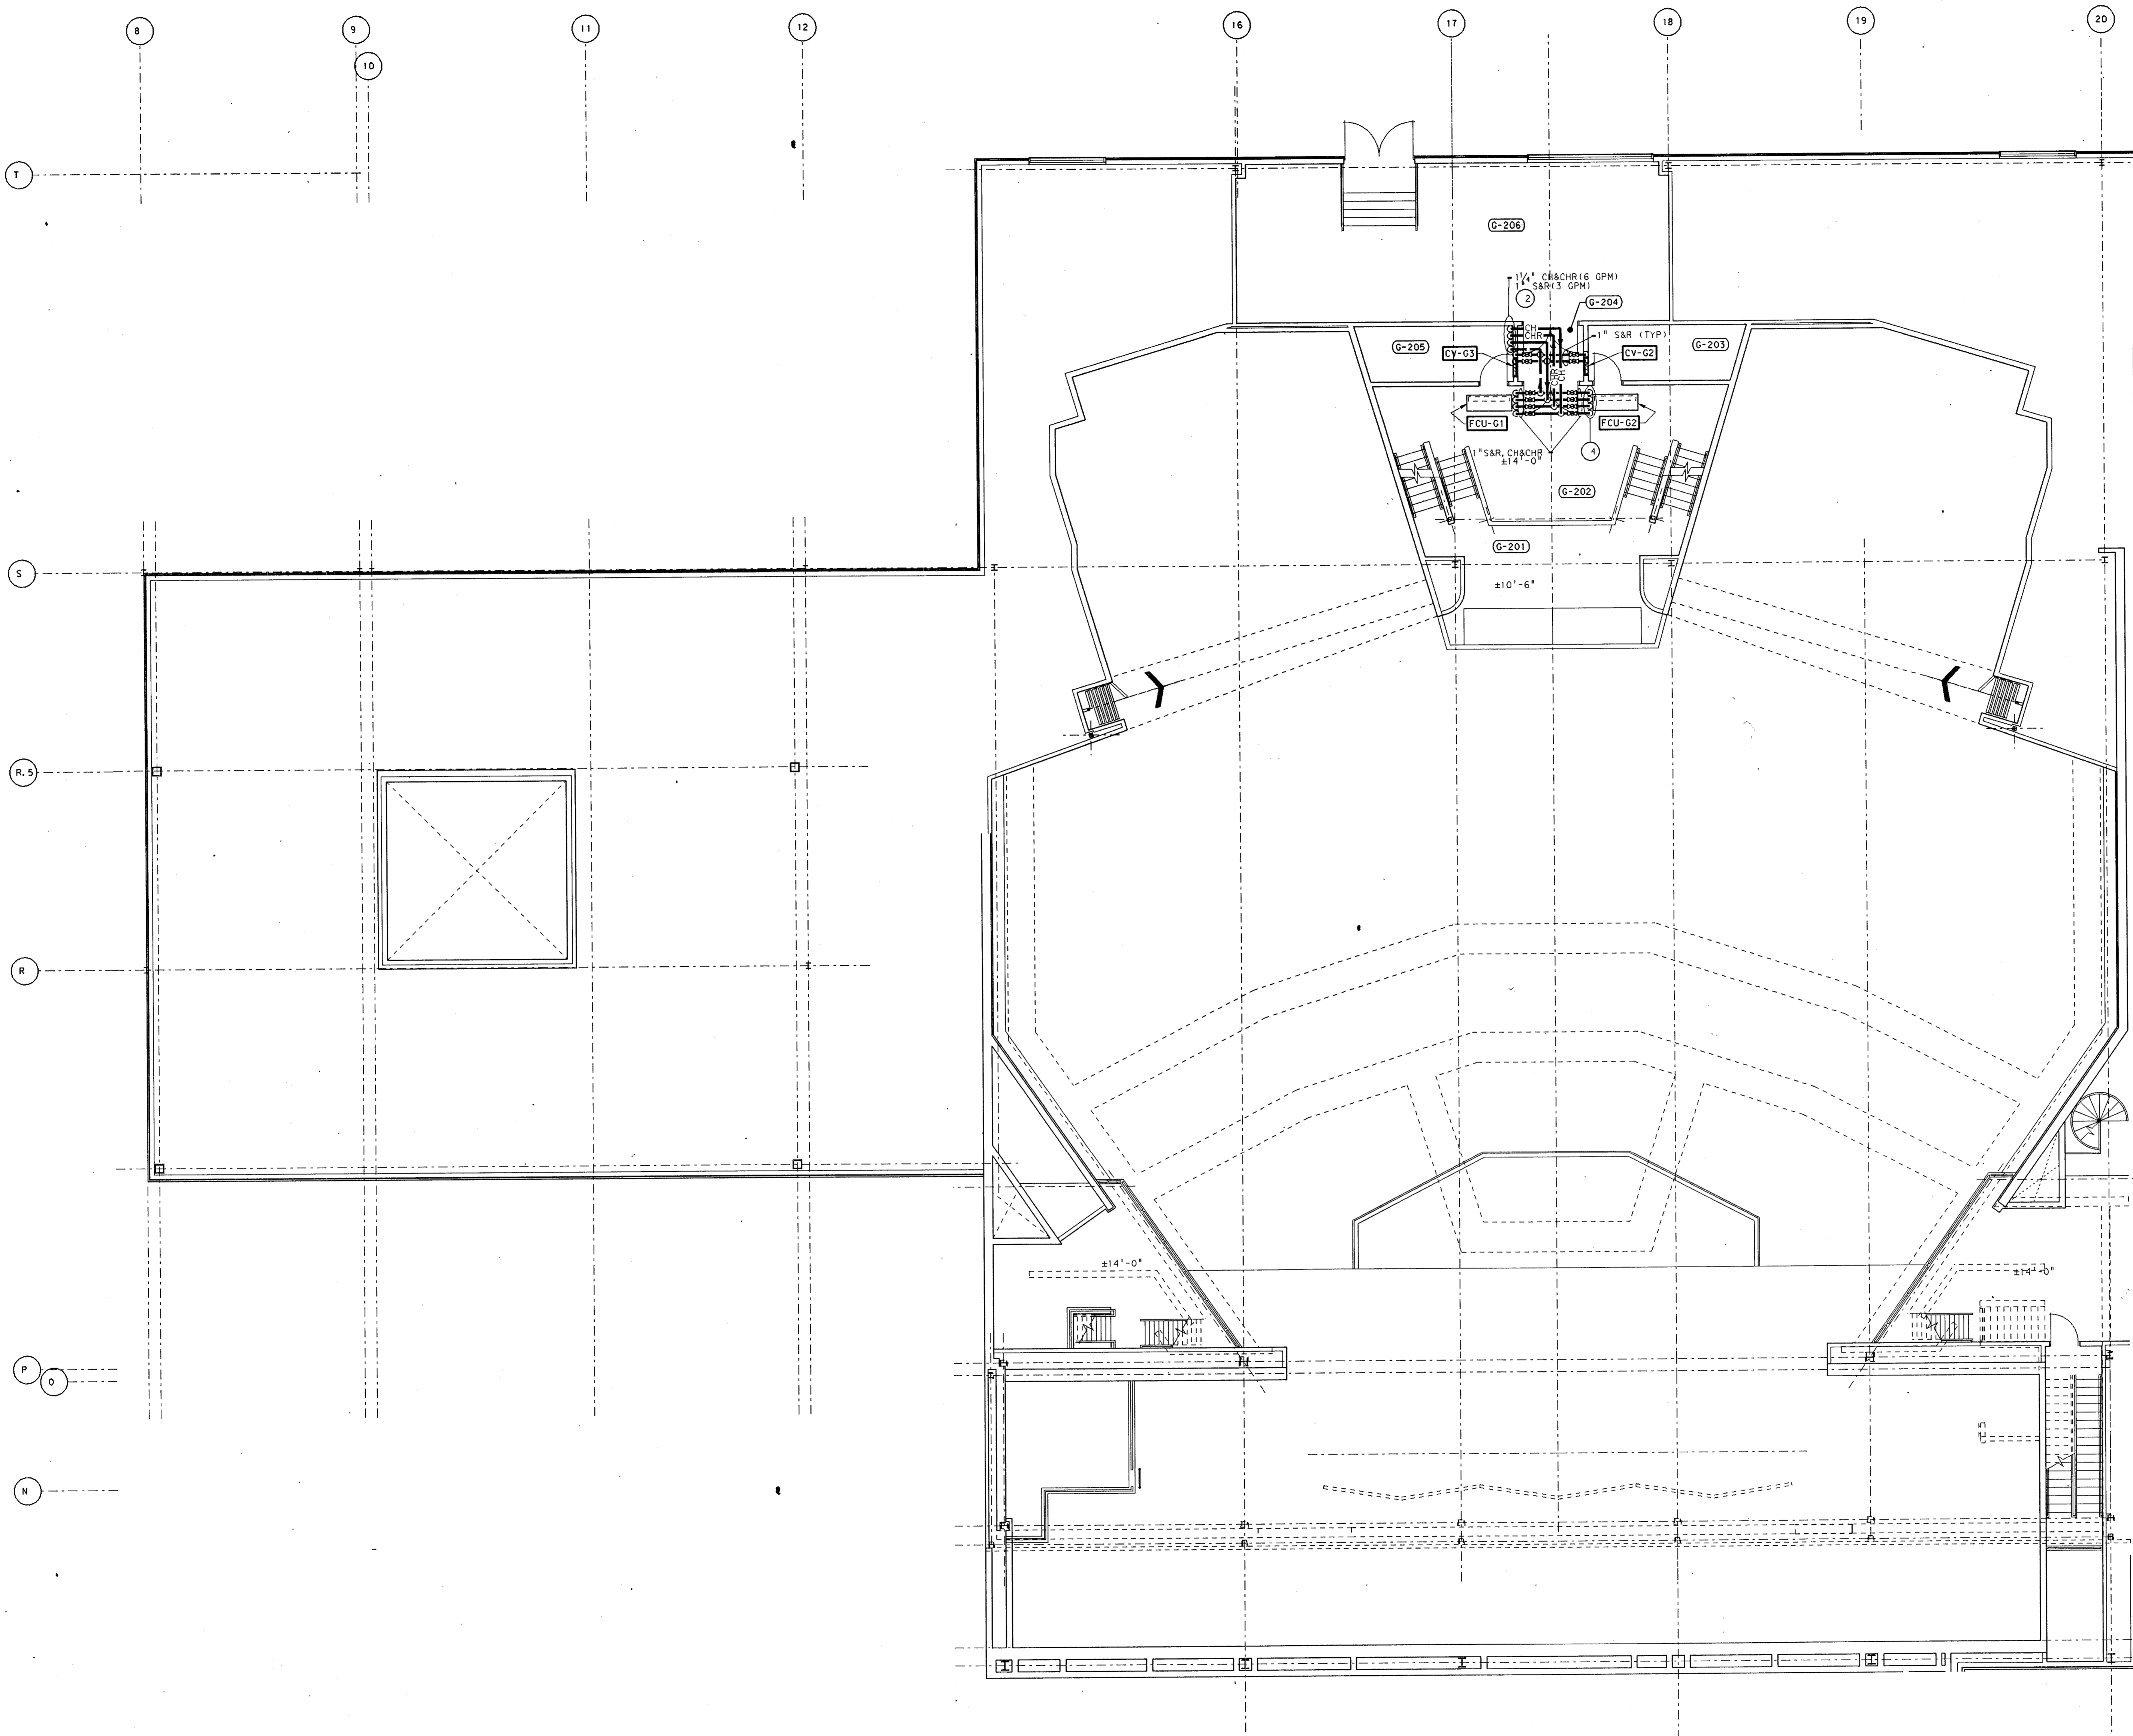 8
9
10
11
12
16
17
18
19
20
T
G-206
1¼" CH&CHR(6 GPM)
1" S&R(3 GPM)
2
G-204
CH
CHR
1" S&R (TYP)
G-205
G-203
CV-G3
CV-G2
CHR
CH
FCU-G1
FCU-G2
1"S&R, CH&CHR
±14'-0"
4
G-202
G-201
S
±10'-6"
R.5
R
±14'-0"
±14'-0"
P
O
N